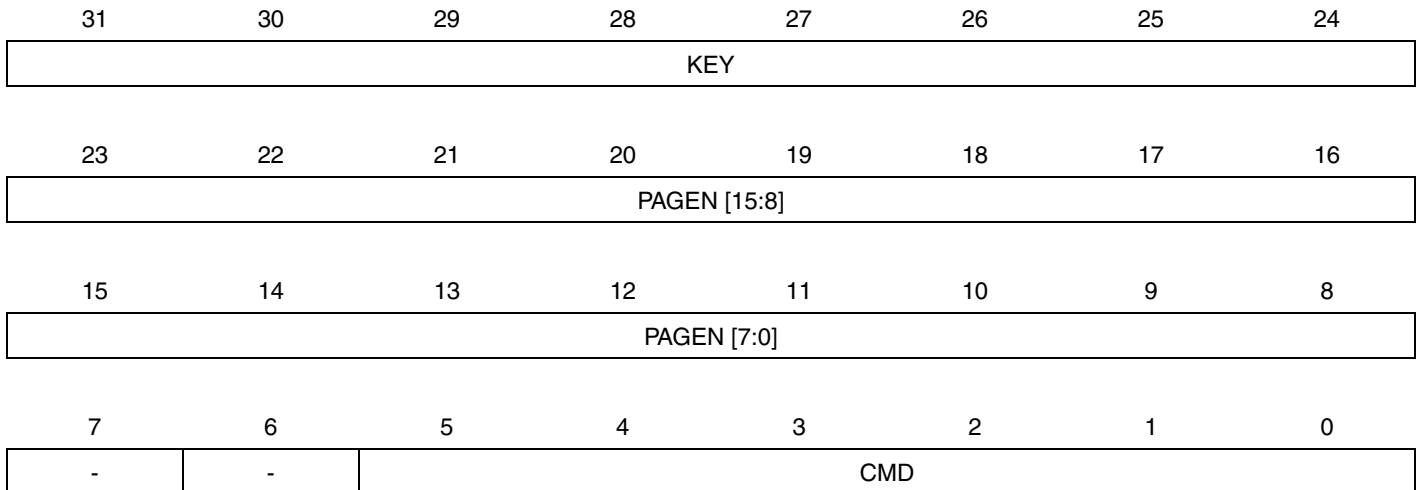 31 30 29 28 27 26 25 24
KEY
23 22 21 20 19 18 17 16
PAGEN [15:8]
15 14 13 12 11 10 9 8
PAGEN [7:0]
7 6 5 4 3 2 1 0
- - CMD